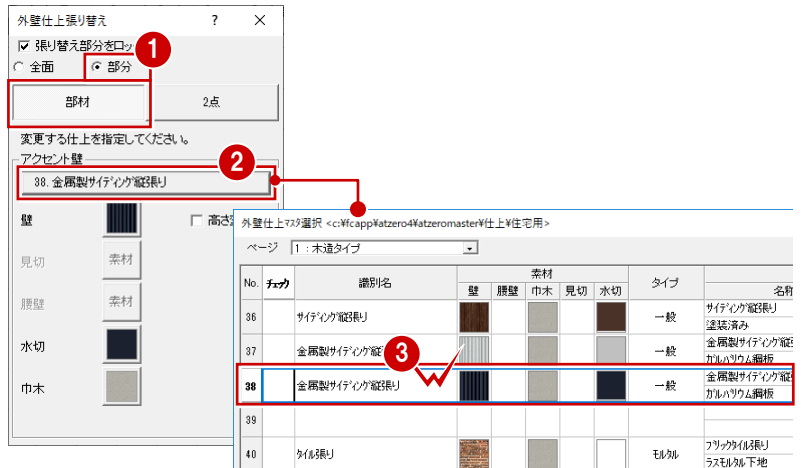 外壁仕上張り替え ? ×
張り替え部分をロッ
1
全面 部分
部材 2点
変更する仕上を指定してください。
アクセント壁
2
38. 金属製サイディング縦張り
壁 高さ
見切 素材
腰壁 素材
水切
巾木
外壁仕上マスタ選択 <c:¥fcapp¥atzero4¥atzeromaster¥仕上¥住宅用>
ページ 1 : 木造タイプ
No. チェック 識別名 素材 タイプ 名称
壁 腰壁 巾木 見切 水切
36 サイディング縦張り 一般 サイディング縦張り
塗装済み
37 金属製サイディング縦 一般 金属製サイディング縦
ガルバリウム鋼板
3
38 金属製サイディング縦張り 一般 金属製サイディング縦
ガルバリウム鋼板
39
40 タイル張り モルタル ブリックタイル張り
ラスモルタル下地